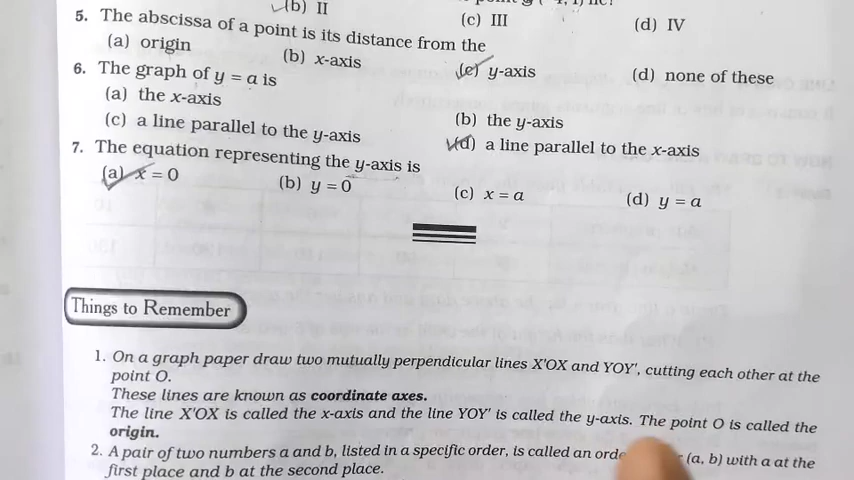 (b) II
(c) III
(d) IV
5. The abscissa of a point is its distance from the
(a) origin
(b) x-axis
(c) y-axis
(d) none of these
6. The graph of y = a is
(a) the x-axis
(b) the y-axis
(c) a line parallel to the y-axis
(d) a line parallel to the x-axis
7. The equation representing the y-axis is
(a) x = 0
(b) y = 0
(c) x = a
(d) y = a
Things to Remember
1. On a graph paper draw two mutually perpendicular lines X'OX and YOY', cutting each other at the
point O.
These lines are known as coordinate axes.
The line X'OX is called the x-axis and the line YOY' is called the y-axis. The point O is called the
origin.
2. A pair of two numbers a and b, listed in a specific order, is called an (a, b) with a at the
first place and b at the second place.